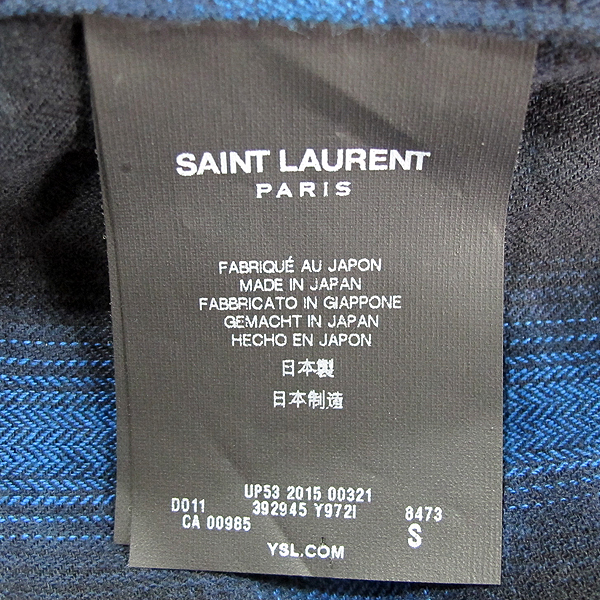 SAINT LAURENT
PARIS
FABRIQUÉ AU JAPON
MADE IN JAPAN
FABBRICATO IN GIAPPONE
GEMACHT IN JAPAN
HECHO EN JAPON
日本製
日本制造
UP53 2015 00321
D011 392945 Y972I 8473
CA 00985 S
YSL.COM